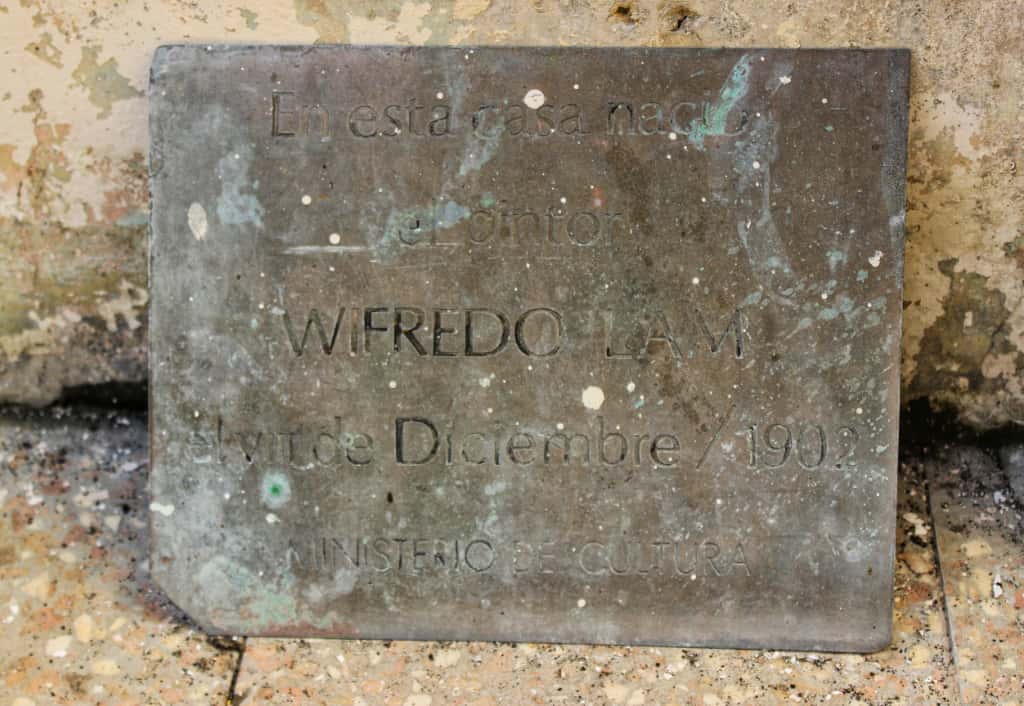 En esta casa nació
el pintor
WIFREDO LAM
el VIII de Diciembre / 1902
MINISTERIO DE CULTURA